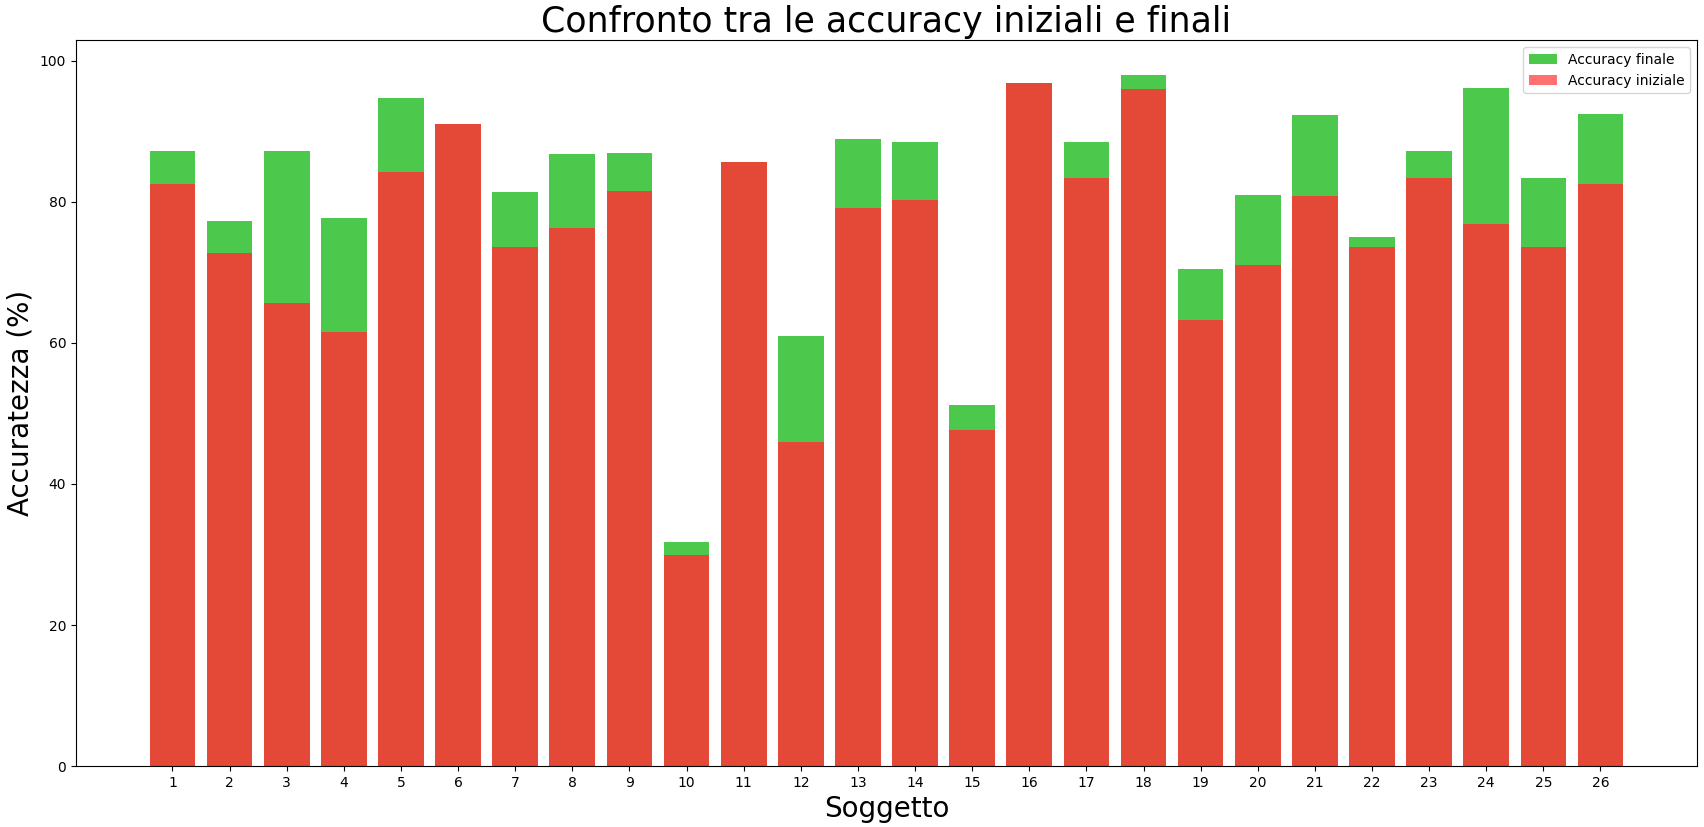 Confronto tra le accuracy iniziali e finali
Accuracy finale
Accuracy iniziale
Accuratezza (%)
100
80
60
40
20
0
1 2 3 4 5 6 7 8 9 10 11 12 13 14 15 16 17 18 19 20 21 22 23 24 25 26
Soggetto